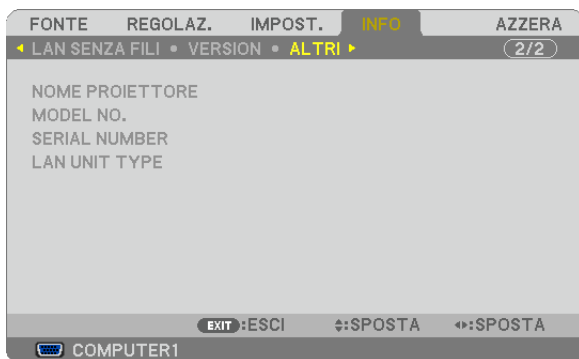 FONTE REGOLAZ. IMPOST. INFO AZZERA
LAN SENZA FILI • VERSION • ALTRI 2/2
NOME PROIETTORE
MODEL NO.
SERIAL NUMBER
LAN UNIT TYPE
EXIT :ESCI :SPOSTA :SPOSTA
COMPUTER1